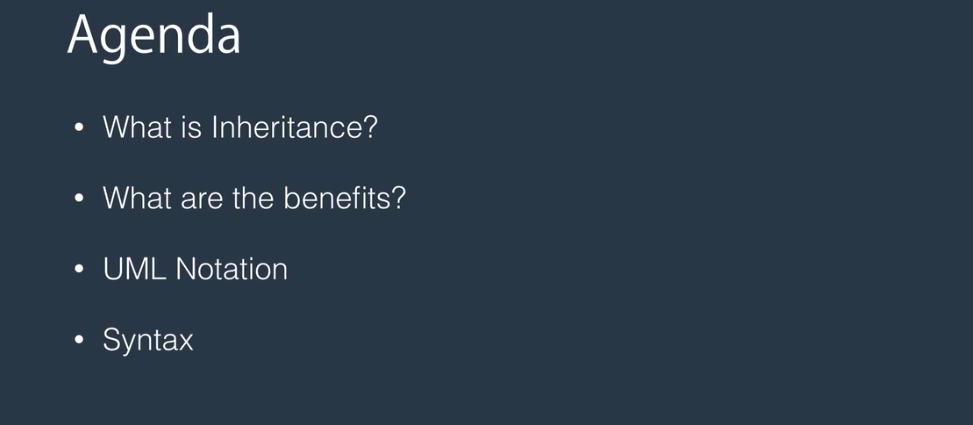 Agenda
• What is Inheritance?
• What are the benefits?
• UML Notation
• Syntax